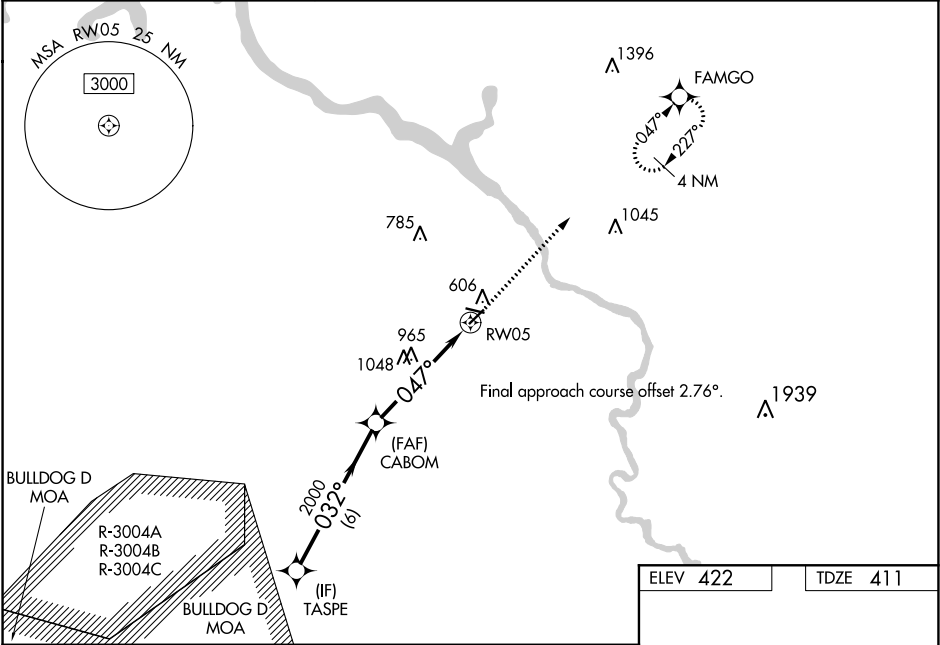 MSA RW05 25 NM
3000
1396
FAMGO
047°
227°
4 NM
785
1045
606
RW05
965
1048
047°
Final approach course offset 2.76°.
1939
(FAF)
CABOM
2000
032°
(6)
BULLDOG D
MOA
R-3004A
R-3004B
R-3004C
(IF)
TASPE
BULLDOG D
MOA
ELEV 422
TDZE 411